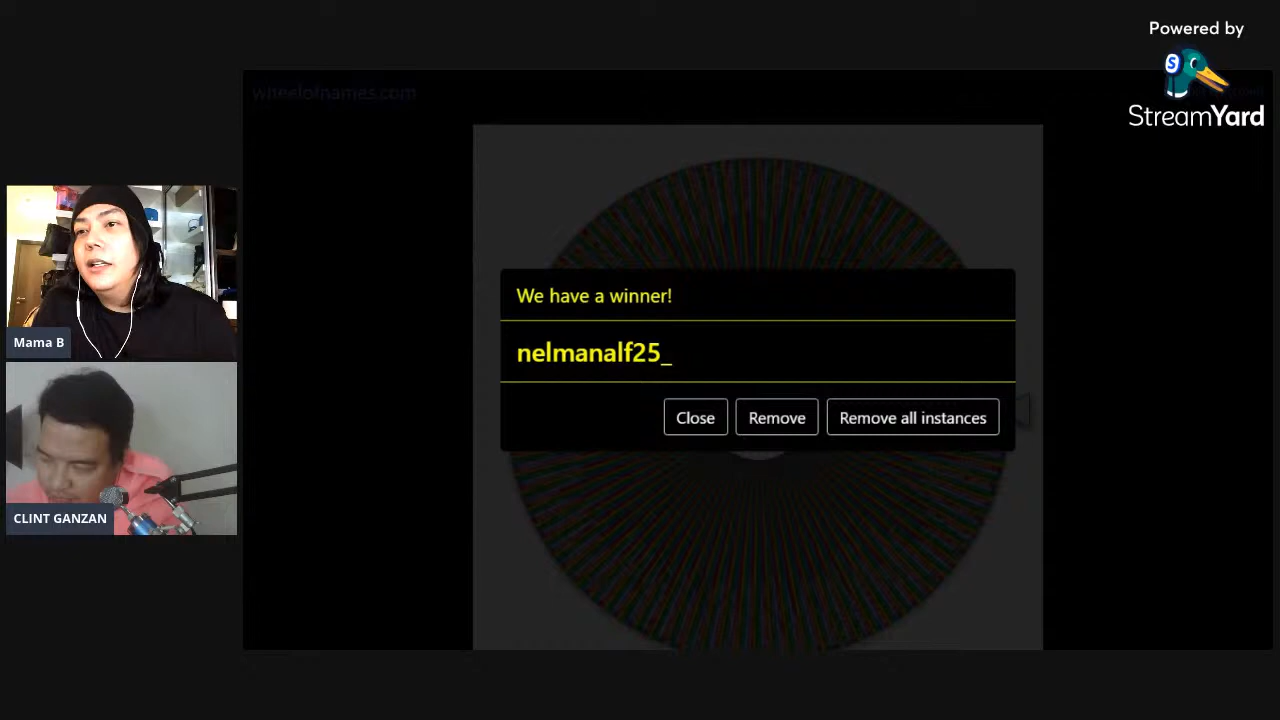 Powered by
StreamYard
wheelofnames.com
We have a winner!
nelmanalf25_
Close
Remove
Remove all instances
Mama B
CLINT GANZAN